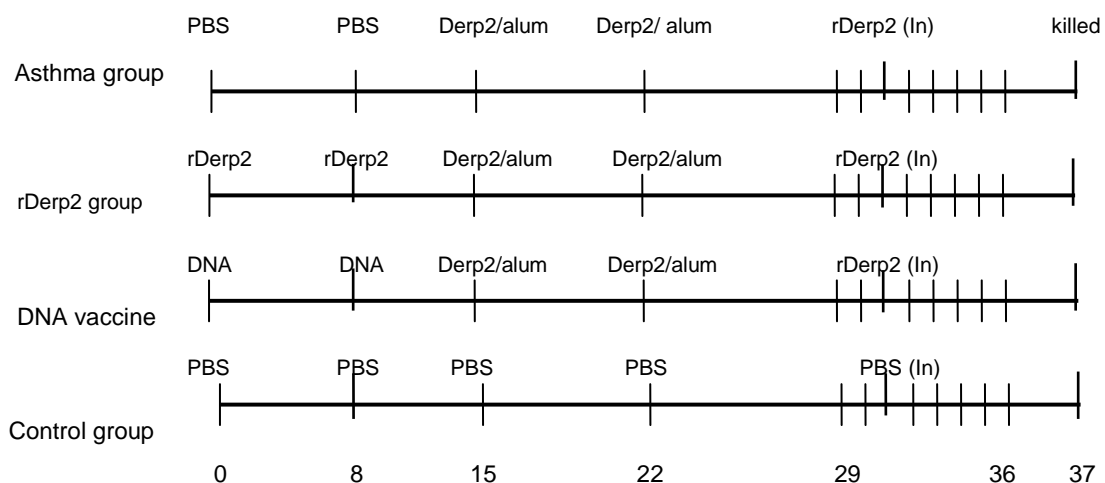 PBS PBS Derp2/alum Derp2/ alum rDerp2 (In) killed
Asthma group
rDerp2 rDerp2 Derp2/alum Derp2/alum rDerp2 (In)
rDerp2 group
DNA DNA Derp2/alum Derp2/alum rDerp2 (In)
DNA vaccine
PBS PBS PBS PBS PBS (In)
Control group
0 8 15 22 29 36 37